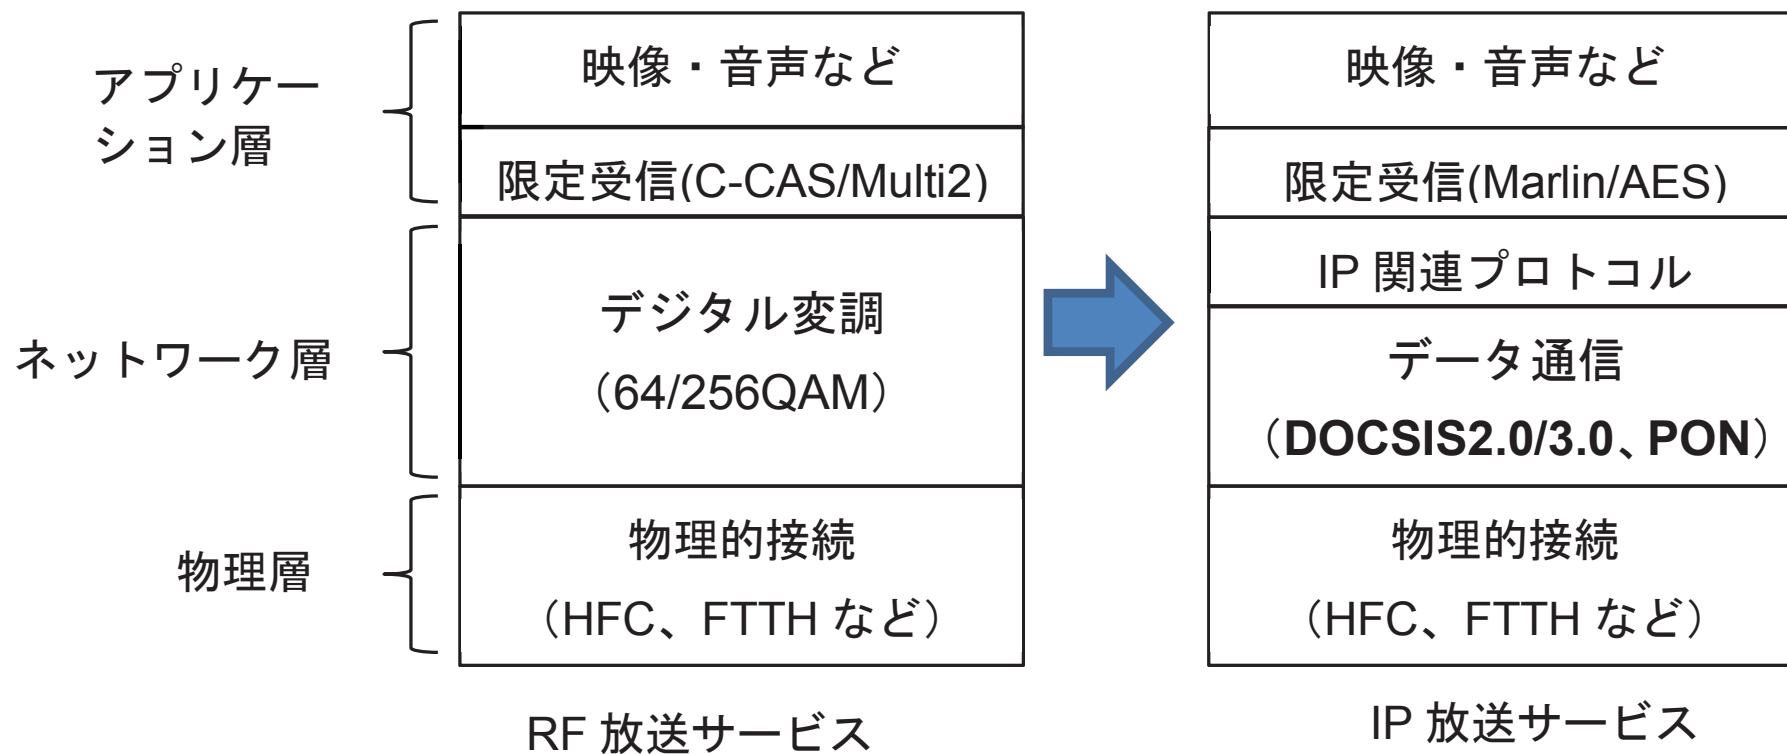 アプリケー
ション層
ネットワーク層
物理層
映像・音声など
限定受信(C-CAS/Multi2)
デジタル変調
（64/256QAM）
物理的接続
（HFC、FTTH など）
RF 放送サービス
映像・音声など
限定受信(Marlin/AES)
IP 関連プロトコル
データ通信
（DOCSIS2.0/3.0、PON）
物理的接続
（HFC、FTTH など）
IP 放送サービス